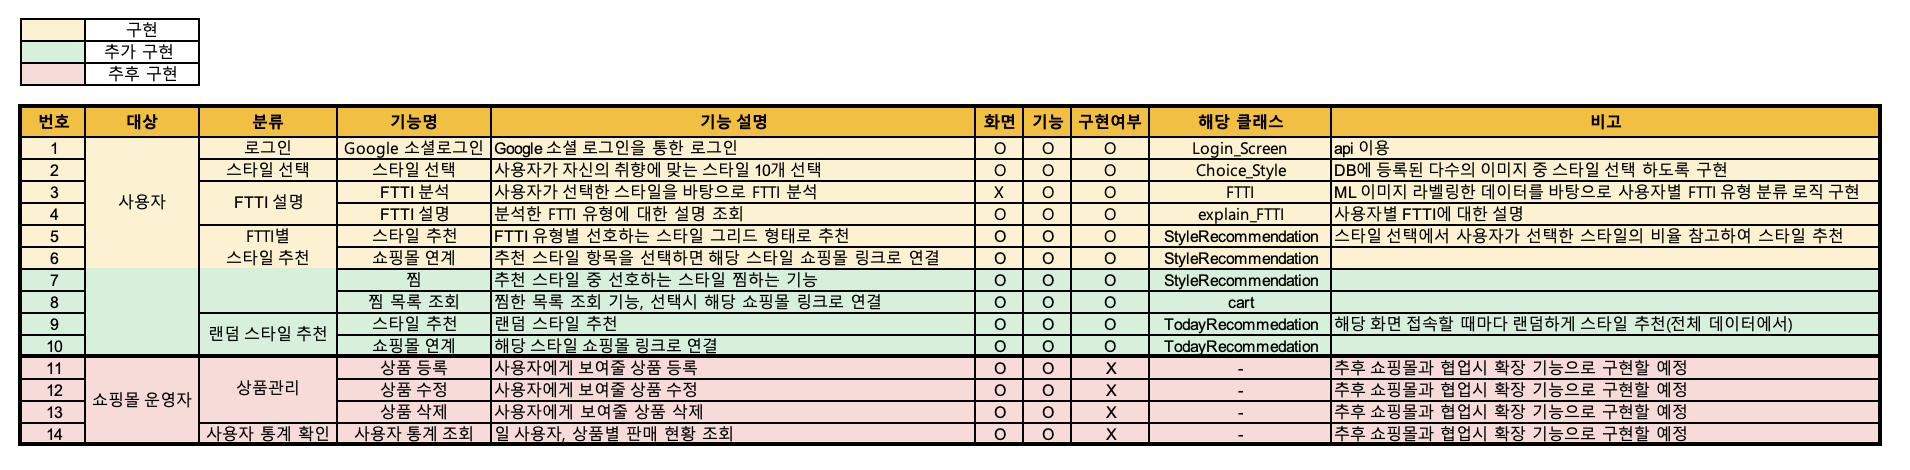 구현
추가 구현
추후 구현
번호 대상 분류 기능명 기능 설명 화면 기능 구현여부 해당 클래스 비고
1 사용자 로그인 Google 소셜로그인 Google 소셜 로그인을 통한 로그인 O O O Login_Screen api 이용
2 스타일 선택 스타일 선택 사용자가 자신의 취향에 맞는 스타일 10개 선택 O O O Choice_Style DB에 등록된 다수의 이미지 중 스타일 선택 하도록 구현
3 FTTI 설명 FTTI 분석 사용자가 선택한 스타일을 바탕으로 FTTI 분석 X O O FTTI ML 이미지 라벨링한 데이터를 바탕으로 사용자별 FTTI 유형 분류 로직 구현
4 FTTI 설명 분석한 FTTI 유형에 대한 설명 조회 O O O explain_FTTI 사용자별 FTTI에 대한 설명
5 FTTI별 스타일 추천 FTTI 유형별 선호하는 스타일 그리드 형태로 추천 O O O StyleRecommendation 스타일 선택에서 사용자가 선택한 스타일의 비율 참고하여 스타일 추천
6 스타일 추천 쇼핑몰 연계 추천 스타일 항목을 선택하면 해당 스타일 쇼핑몰 링크로 연결 O O O StyleRecommendation
7 찜 추천 스타일 중 선호하는 스타일 찜하는 기능 O O O StyleRecommendation
8 찜 목록 조회 찜한 목록 조회 기능, 선택시 해당 쇼핑몰 링크로 연결 O O O cart
9 랜덤 스타일 추천 스타일 추천 랜덤 스타일 추천 O O O TodayRecommedation 해당 화면 접속할 때마다 랜덤하게 스타일 추천(전체 데이터에서)
10 쇼핑몰 연계 해당 스타일 쇼핑몰 링크로 연결 O O O TodayRecommedation
11 쇼핑몰 운영자 상품관리 상품 등록 사용자에게 보여줄 상품 등록 O O X - 추후 쇼핑몰과 협업시 확장 기능으로 구현할 예정
12 상품 수정 사용자에게 보여줄 상품 수정 O O X - 추후 쇼핑몰과 협업시 확장 기능으로 구현할 예정
13 상품 삭제 사용자에게 보여줄 상품 삭제 O O X - 추후 쇼핑몰과 협업시 확장 기능으로 구현할 예정
14 사용자 통계 확인 사용자 통계 조회 일 사용자, 상품별 판매 현황 조회 O O X - 추후 쇼핑몰과 협업시 확장 기능으로 구현할 예정